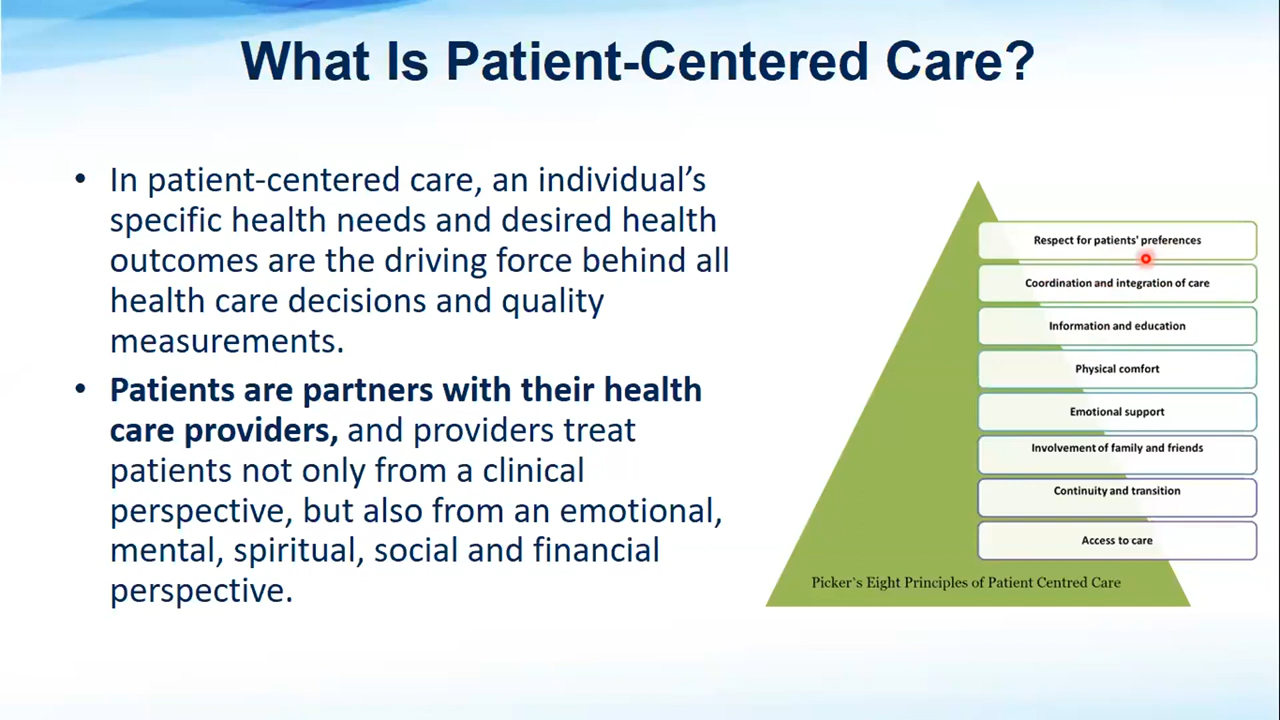 What Is Patient-Centered Care?
• In patient-centered care, an individual’s
specific health needs and desired health
outcomes are the driving force behind all
health care decisions and quality
measurements.
• Patients are partners with their health
care providers, and providers treat
patients not only from a clinical
perspective, but also from an emotional,
mental, spiritual, social and financial
perspective.
Respect for patients' preferences
Coordination and integration of care
Information and education
Physical comfort
Emotional support
Involvement of family and friends
Continuity and transition
Access to care
Picker's Eight Principles of Patient Centred Care